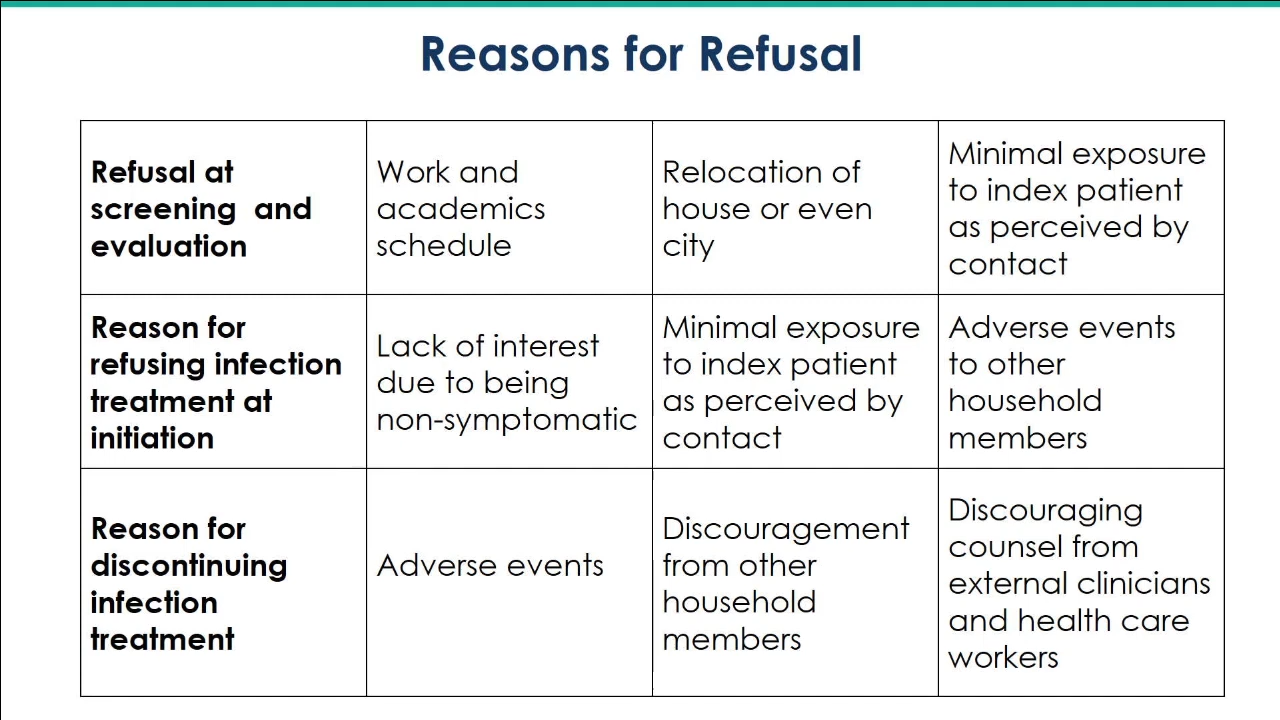 Reasons for Refusal
Refusal at
screening and
evaluation
Work and
academics
schedule
Relocation of
house or even
city
Minimal exposure
to index patient
as perceived by
contact
Reason for
refusing infection
treatment at
initiation
Lack of interest
due to being
non-symptomatic
Minimal exposure
to index patient
as perceived by
contact
Adverse events
to other
household
members
Reason for
discontinuing
infection
treatment
Adverse events
Discouragement
from other
household
members
Discouraging
counsel from
external clinicians
and health care
workers